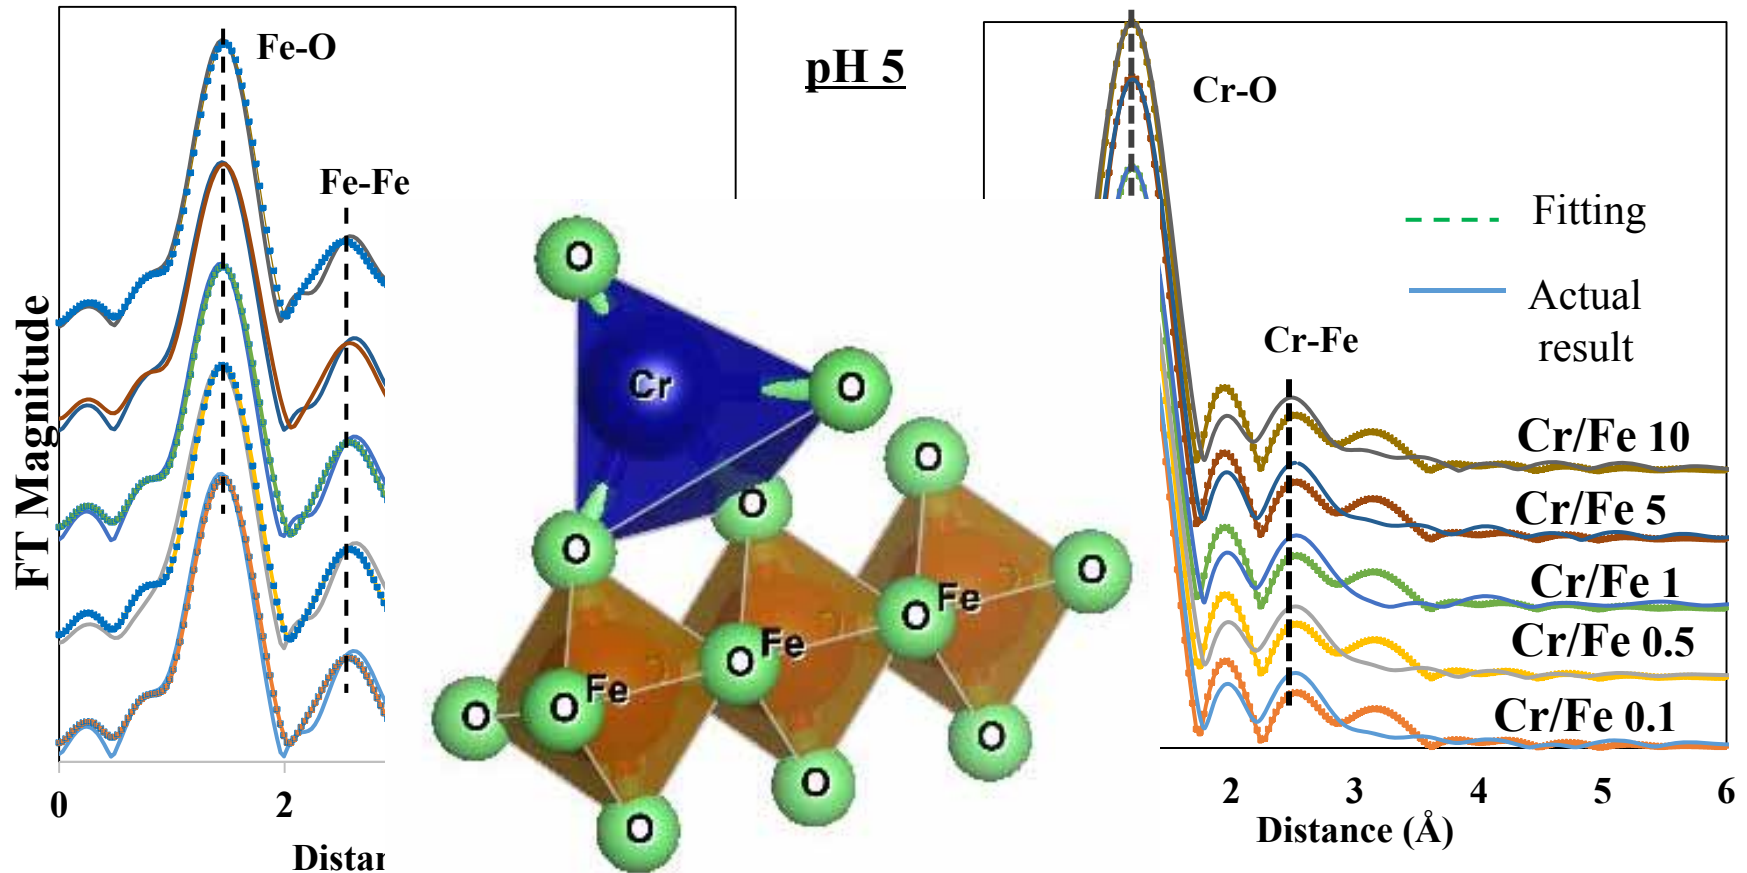 Fe-O
Fe-Fe
pH 5
Cr-O
Fitting
Actual
result
Cr-Fe
FT Magnitude
O
Cr
O
O
O
O
O
O
Fe
O
Fe
O
Fe
O
O
O
O
Cr/Fe 10
Cr/Fe 5
Cr/Fe 1
Cr/Fe 0.5
Cr/Fe 0.1
0
2
2
3
4
5
6
Distance (Å)